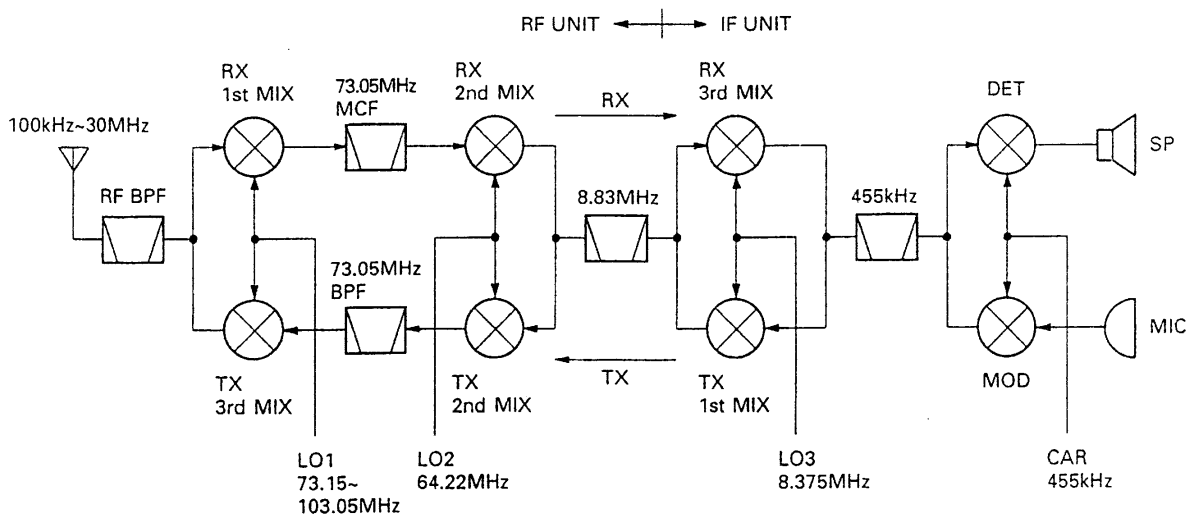 RF UNIT
IF UNIT
RX
1st MIX
73.05MHz
MCF
RX
2nd MIX
RX
RX
3rd MIX
DET
100kHz~30MHz
SP
RF BPF
8.83MHz
455kHz
73.05MHz
BPF
MIC
TX
3rd MIX
TX
2nd MIX
TX
TX
1st MIX
MOD
LO1
73.15~
103.05MHz
LO2
64.22MHz
LO3
8.375MHz
CAR
455kHz